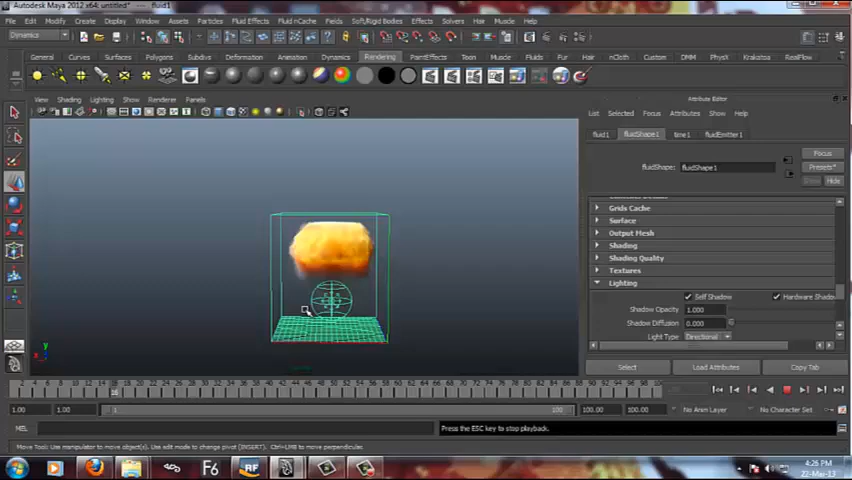 Autodesk Maya 2012 x64: untitled* --- fluid1
Edit Modify Create Display Window Assets Particles Fluid Effects Fluid nCache Fields Soft/Rigid Bodies Effects Solvers Hair nCloth Muscle Help
Dynamics
General Curves Surfaces Polygons Subdivs Deformation Animation Dynamics Rendering PaintEffects Toon Muscle Fluids Fur Hair nCloth Custom DMM PhysX Krakatoa RealFlow
View Shading Lighting Show Renderer Panels
Attribute Editor
List Selected Focus Attributes Show Help
fluid1 fluidShape1 time1 fluidEmitter1
Focus
fluidShape: fluidShape1
Presets*
Show Hide
Grids Cache
Surface
Output Mesh
Shading
Shading Quality
Textures
Lighting
Self Shadow Hardware Shadow
Shadow Opacity 1.000
Shadow Diffusion 0.000
Light Type Directional
Select Load Attributes Copy Tab
y
x
1.00 1.00 1 100 100.00 100.00 No Anim Layer No Character Set
MEL Press the ESC key to stop playback.
Move Tool: Use manipulator to move object(s). Use edit mode to change pivot (INSERT). Ctrl+LMB to move perpendicular.
F6 RF
4:26 PM
22-Mar-13